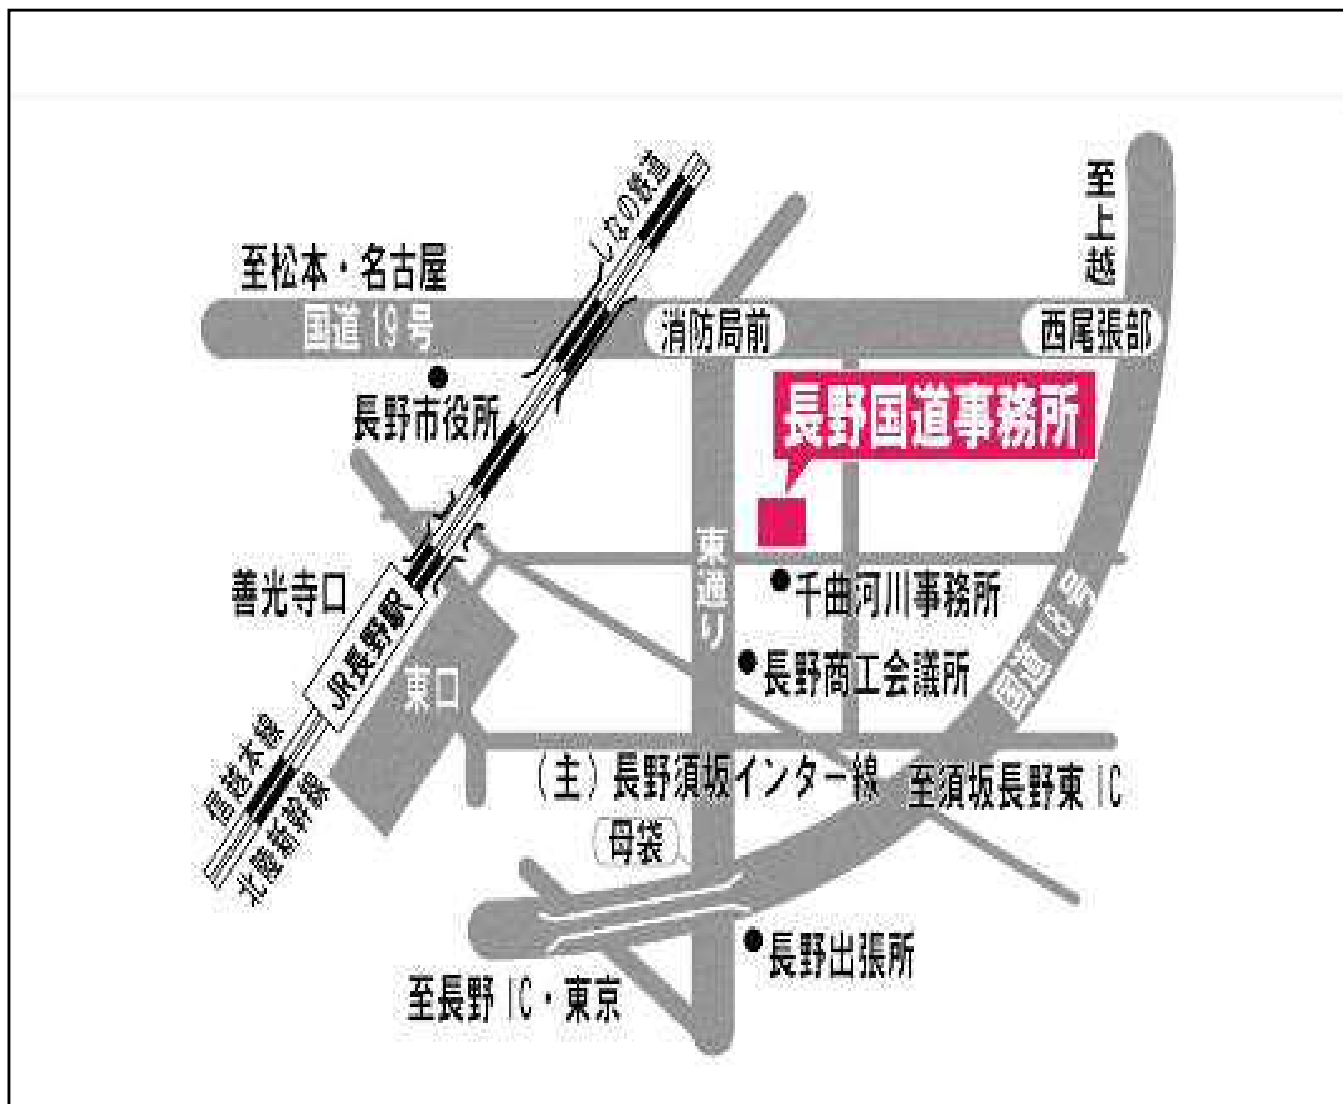 至上越
しなの鉄道
至松本・名古屋
国道19号
消防局前
西尾張部
長野市役所
長野国道事務所
東通り
善光寺口
千曲河川事務所
国道18号
JR長野駅
東口
長野商工会議所
信越本線
北陸新幹線
(主)長野須坂インター線
至須坂長野東IC
母袋
長野出張所
至長野IC・東京